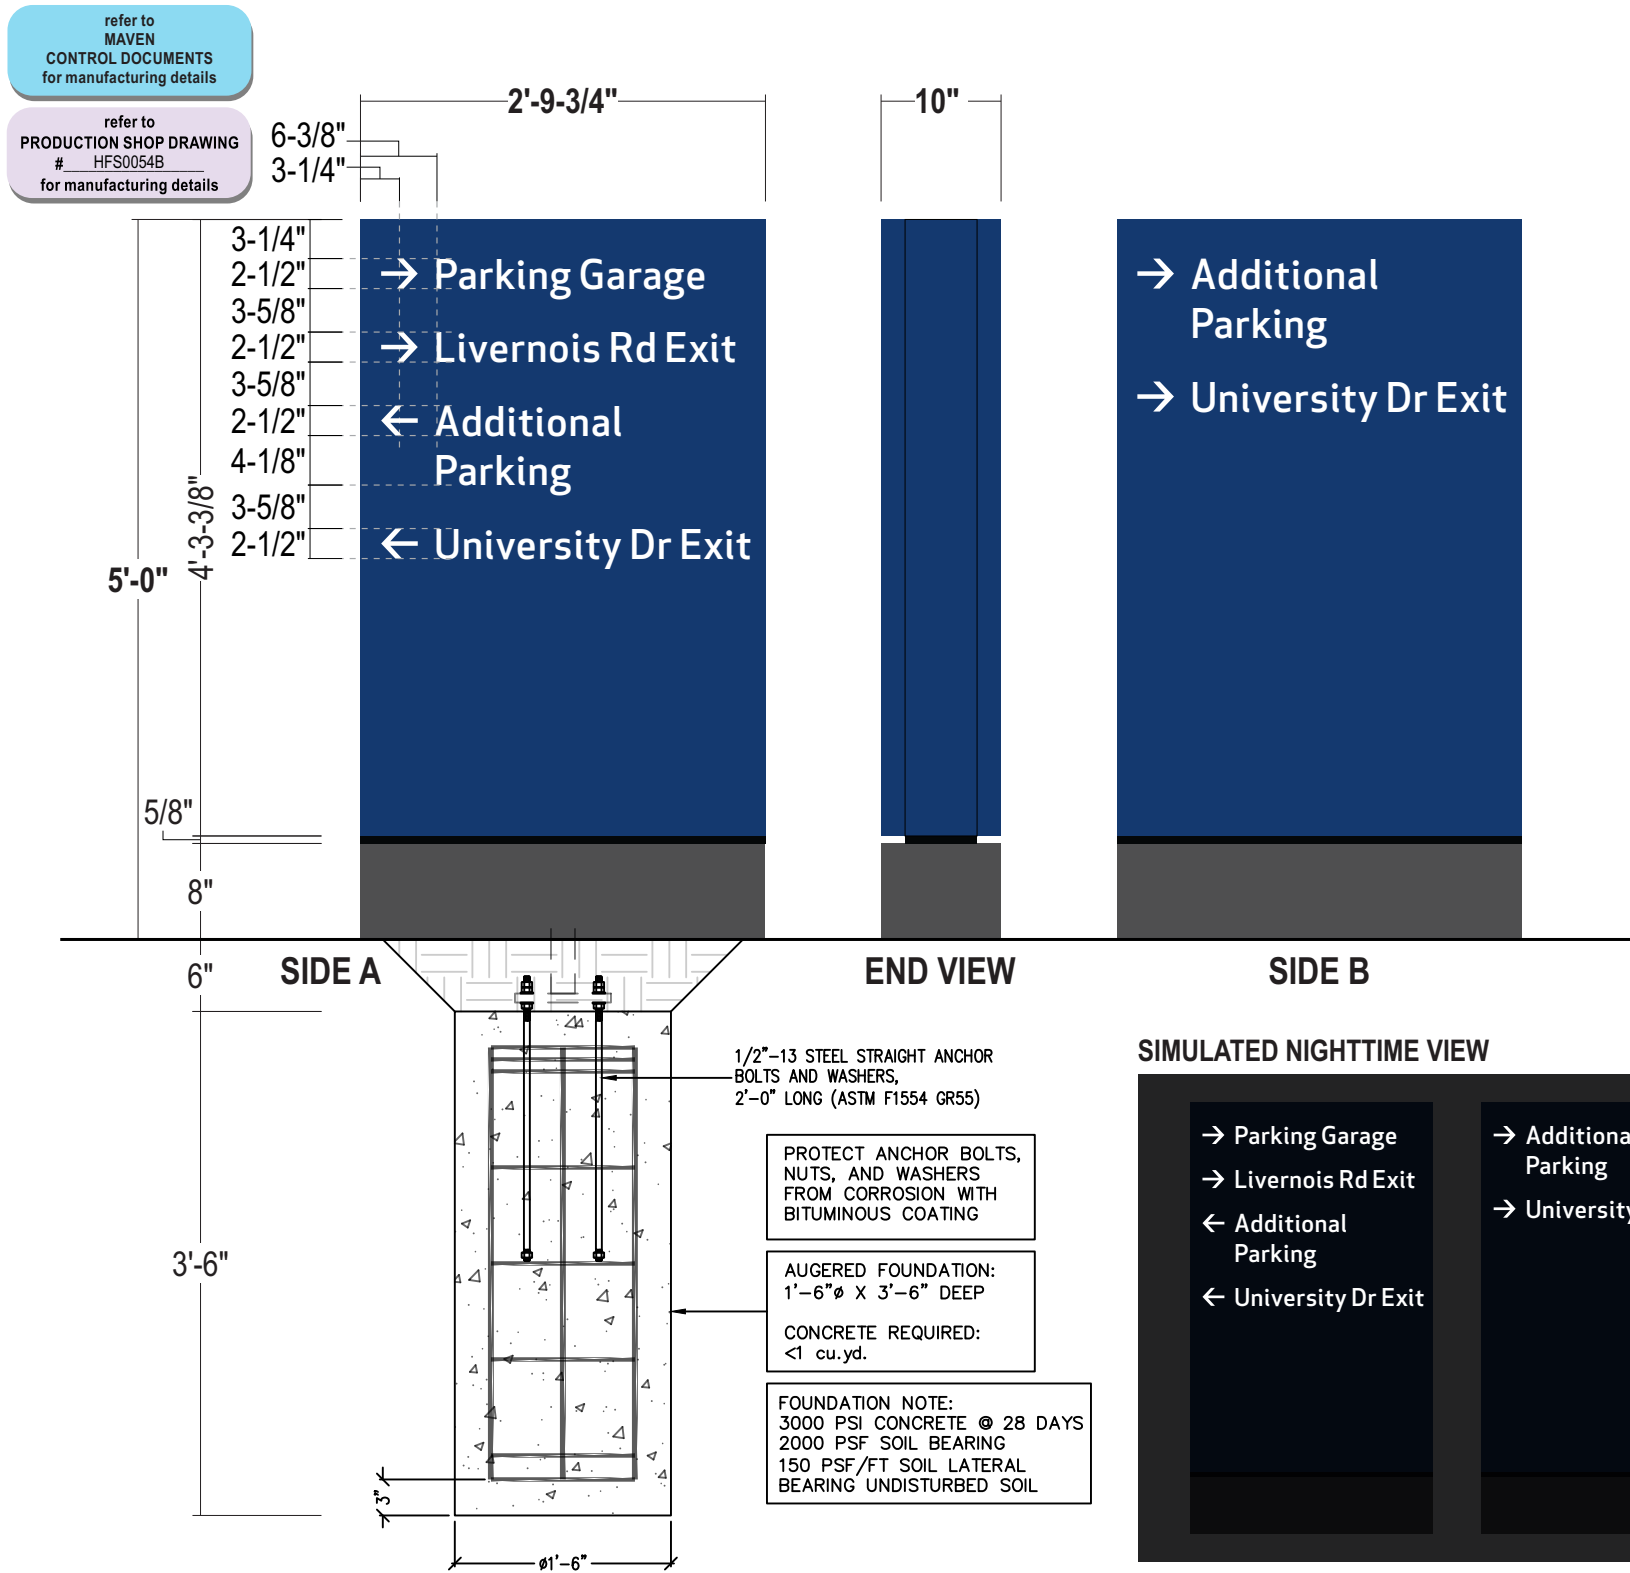 refer to
MAVEN
CONTROL DOCUMENTS
for manufacturing details
refer to
PRODUCTION SHOP DRAWING
# HFS0054B
for manufacturing details
2'-9-3/4"
10"
6-3/8"
3-1/4"
3-1/4"
2-1/2"
3-5/8"
2-1/2"
3-5/8"
2-1/2"
4-1/8"
3-5/8"
2-1/2"
4'-3-3/8"
5'-0"
5/8"
8"
6"
3'-6"
→ Parking Garage
→ Livernois Rd Exit
← Additional
Parking
← University Dr Exit
→ Additional
Parking
→ University Dr Exit
SIDE A
END VIEW
SIDE B
1/2"-13 STEEL STRAIGHT ANCHOR
BOLTS AND WASHERS,
2'-0" LONG (ASTM F1554 GR55)
PROTECT ANCHOR BOLTS,
NUTS, AND WASHERS
FROM CORROSION WITH
BITUMINOUS COATING
AUGERED FOUNDATION:
1'-6"ø X 3'-6" DEEP
CONCRETE REQUIRED:
<1 cu.yd.
FOUNDATION NOTE:
3000 PSI CONCRETE @ 28 DAYS
2000 PSF SOIL BEARING
150 PSF/FT SOIL LATERAL
BEARING UNDISTURBED SOIL
3"
ø1'-6"
SIMULATED NIGHTTIME VIEW
→ Parking Garage
→ Livernois Rd Exit
← Additional
Parking
← University Dr Exit
→ Additiona
Parking
→ University